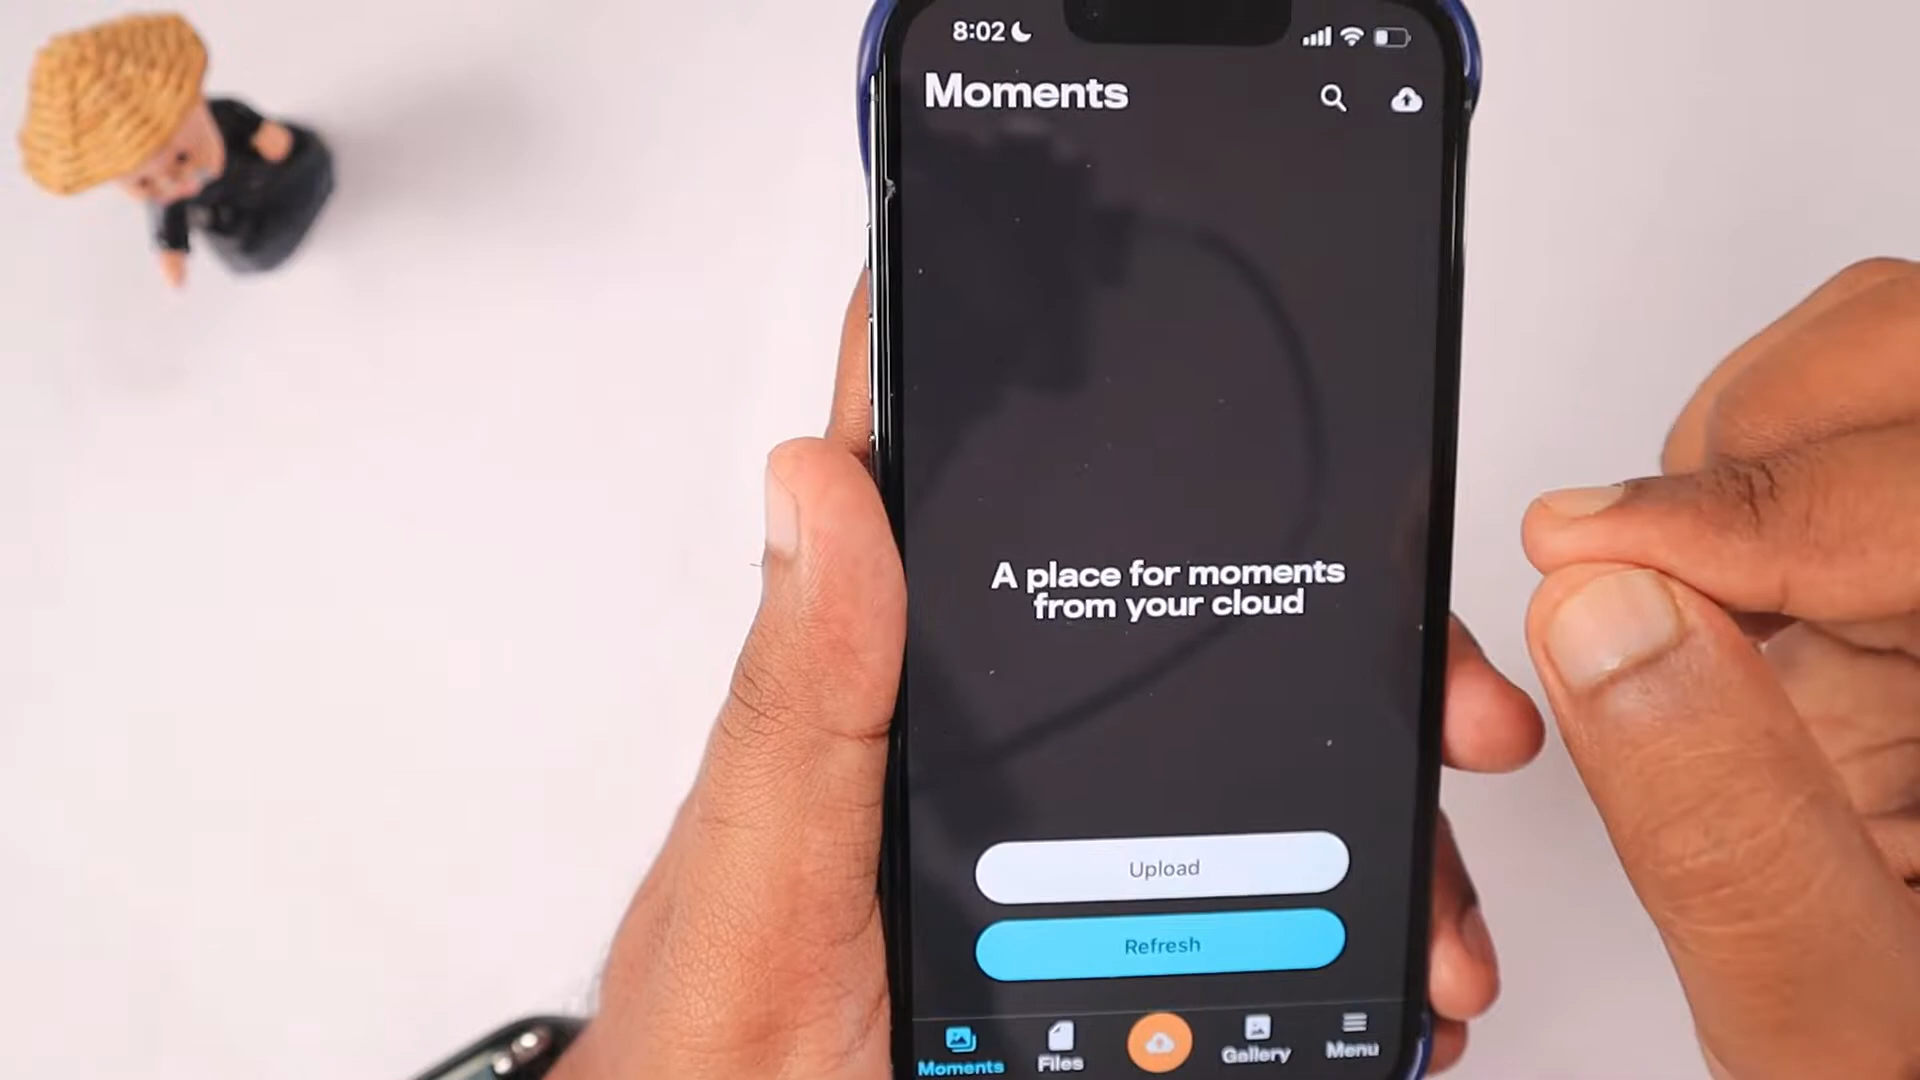 8:02
Moments
A place for moments
from your cloud
Upload
Refresh
Moments
Files
Gallery
Menu